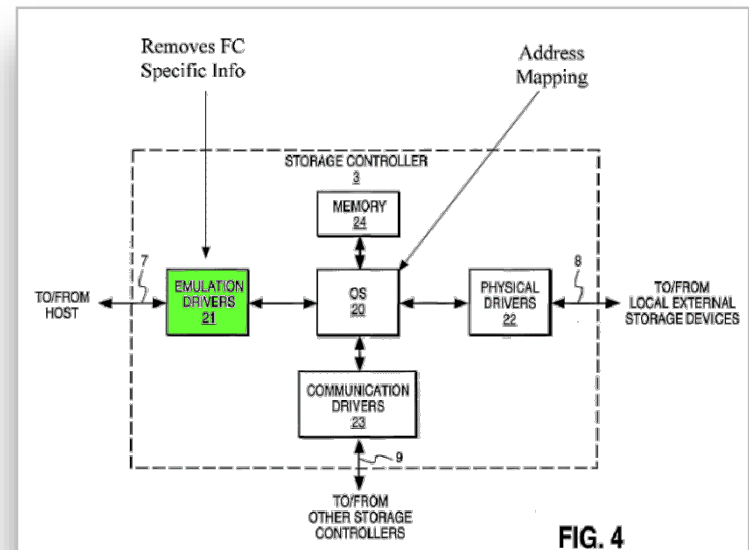 Removes FC
Specific Info
Address
Mapping
STORAGE CONTROLLER
3
MEMORY
24
7
EMULATION
DRIVERS
21
OS
20
PHYSICAL
DRIVERS
22
8
TO/FROM
HOST
TO/FROM
LOCAL EXTERNAL
STORAGE DEVICES
COMMUNICATION
DRIVERS
23
9
TO/FROM
OTHER STORAGE
CONTROLLERS
FIG. 4